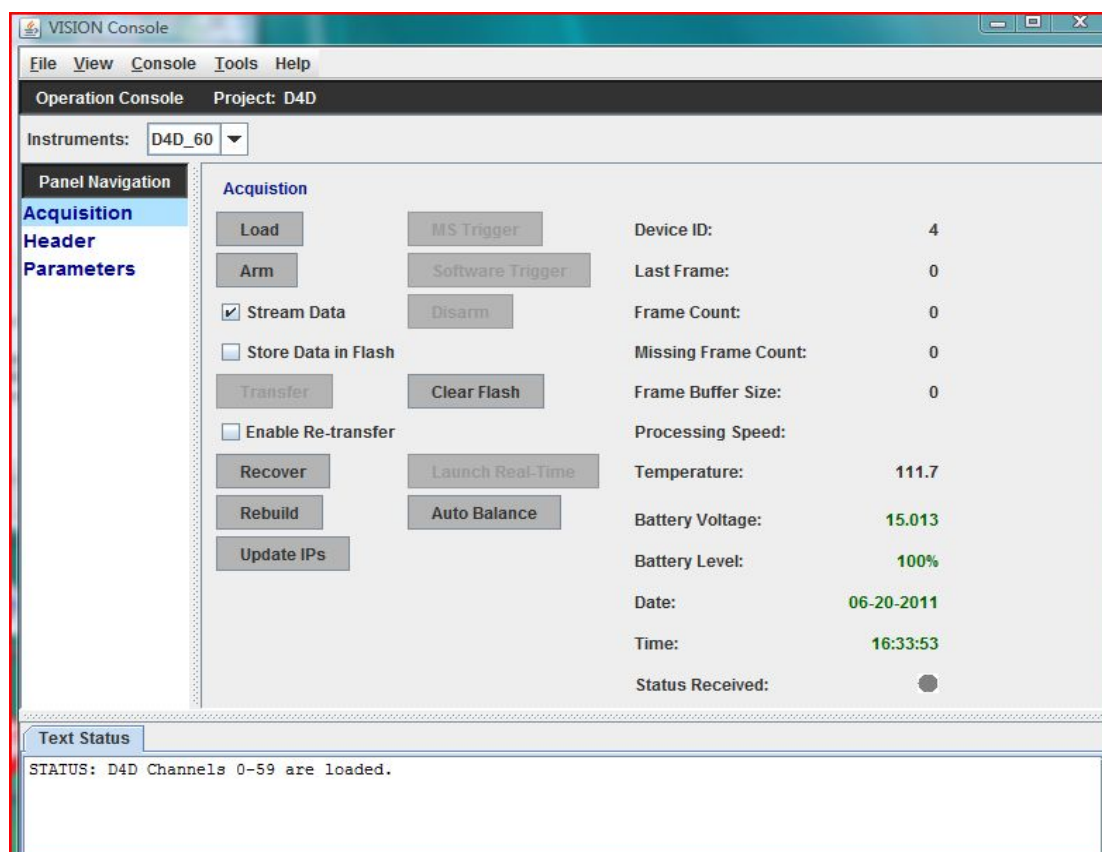 VISION Console
File View Console Tools Help
Operation Console Project: D4D
Instruments: D4D_60
Panel Navigation
Acquisition
Header
Parameters
Acquistion
Load MS Trigger Device ID: 4
Arm Software Trigger Last Frame: 0
Stream Data Disarm Frame Count: 0
Store Data in Flash Missing Frame Count: 0
Transfer Clear Flash Frame Buffer Size: 0
Enable Re-transfer Processing Speed:
Recover Launch Real-Time Temperature: 111.7
Rebuild Auto Balance Battery Voltage: 15.013
Update IPs Battery Level: 100%
Date: 06-20-2011
Time: 16:33:53
Status Received:
Text Status
STATUS: D4D Channels 0-59 are loaded.